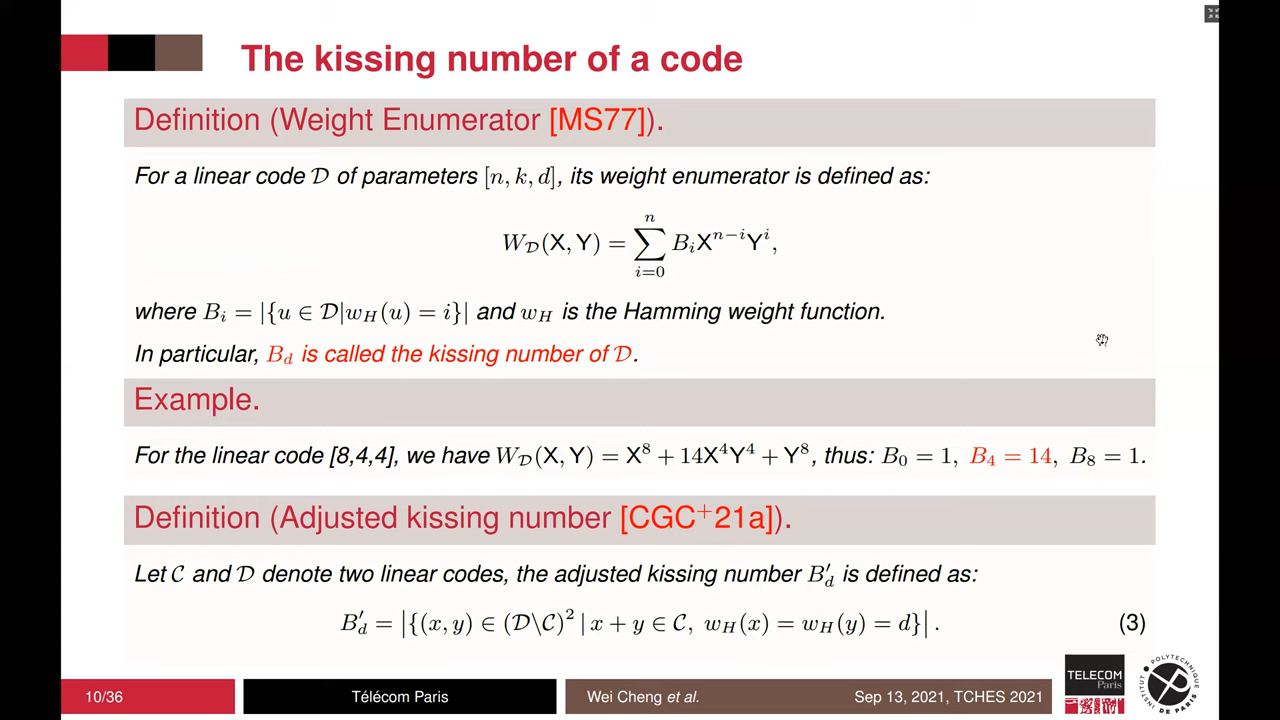 The kissing number of a code
Definition (Weight Enumerator [MS77]).
For a linear code 𝒟 of parameters [n, k, d], its weight enumerator is defined as:
W_𝒟(X, Y) = ∑_{i=0}^{n} B_i X^{n−i} Y^i,
where B_i = |{u ∈ 𝒟|w_H(u) = i}| and w_H is the Hamming weight function.
In particular, B_d is called the kissing number of 𝒟.
Example.
For the linear code [8,4,4], we have W_𝒟(X, Y) = X^8 + 14X^4Y^4 + Y^8, thus: B_0 = 1, B_4 = 14, B_8 = 1.
Definition (Adjusted kissing number [CGC^+21a]).
Let 𝒞 and 𝒟 denote two linear codes, the adjusted kissing number B′_d is defined as:
B′_d = |{(x, y) ∈ (𝒟\𝒞)^2 | x + y ∈ 𝒞, w_H(x) = w_H(y) = d}|. (3)
10/36 Télécom Paris Wei Cheng et al. Sep 13, 2021, TCHES 2021
TELECOM
Paris
INSTITUT POLYTECHNIQUE DE PARIS